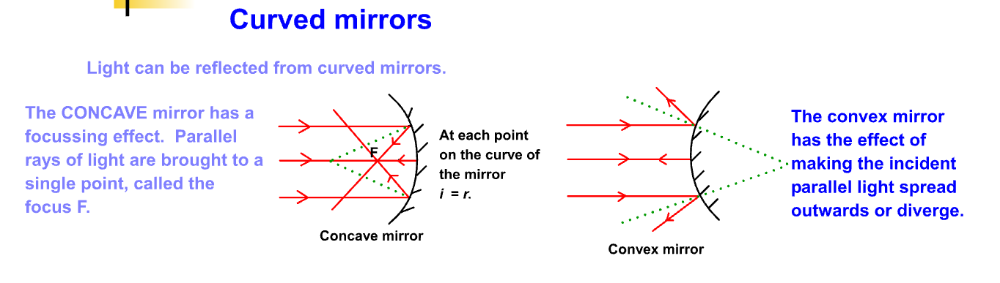 Curved mirrors
Light can be reflected from curved mirrors.
The CONCAVE mirror has a
focussing effect.  Parallel
rays of light are brought to a
single point, called the
focus F.
F
At each point
on the curve of
the mirror
i = r.
Concave mirror
Convex mirror
The convex mirror
has the effect of
making the incident
parallel light spread
outwards or diverge.